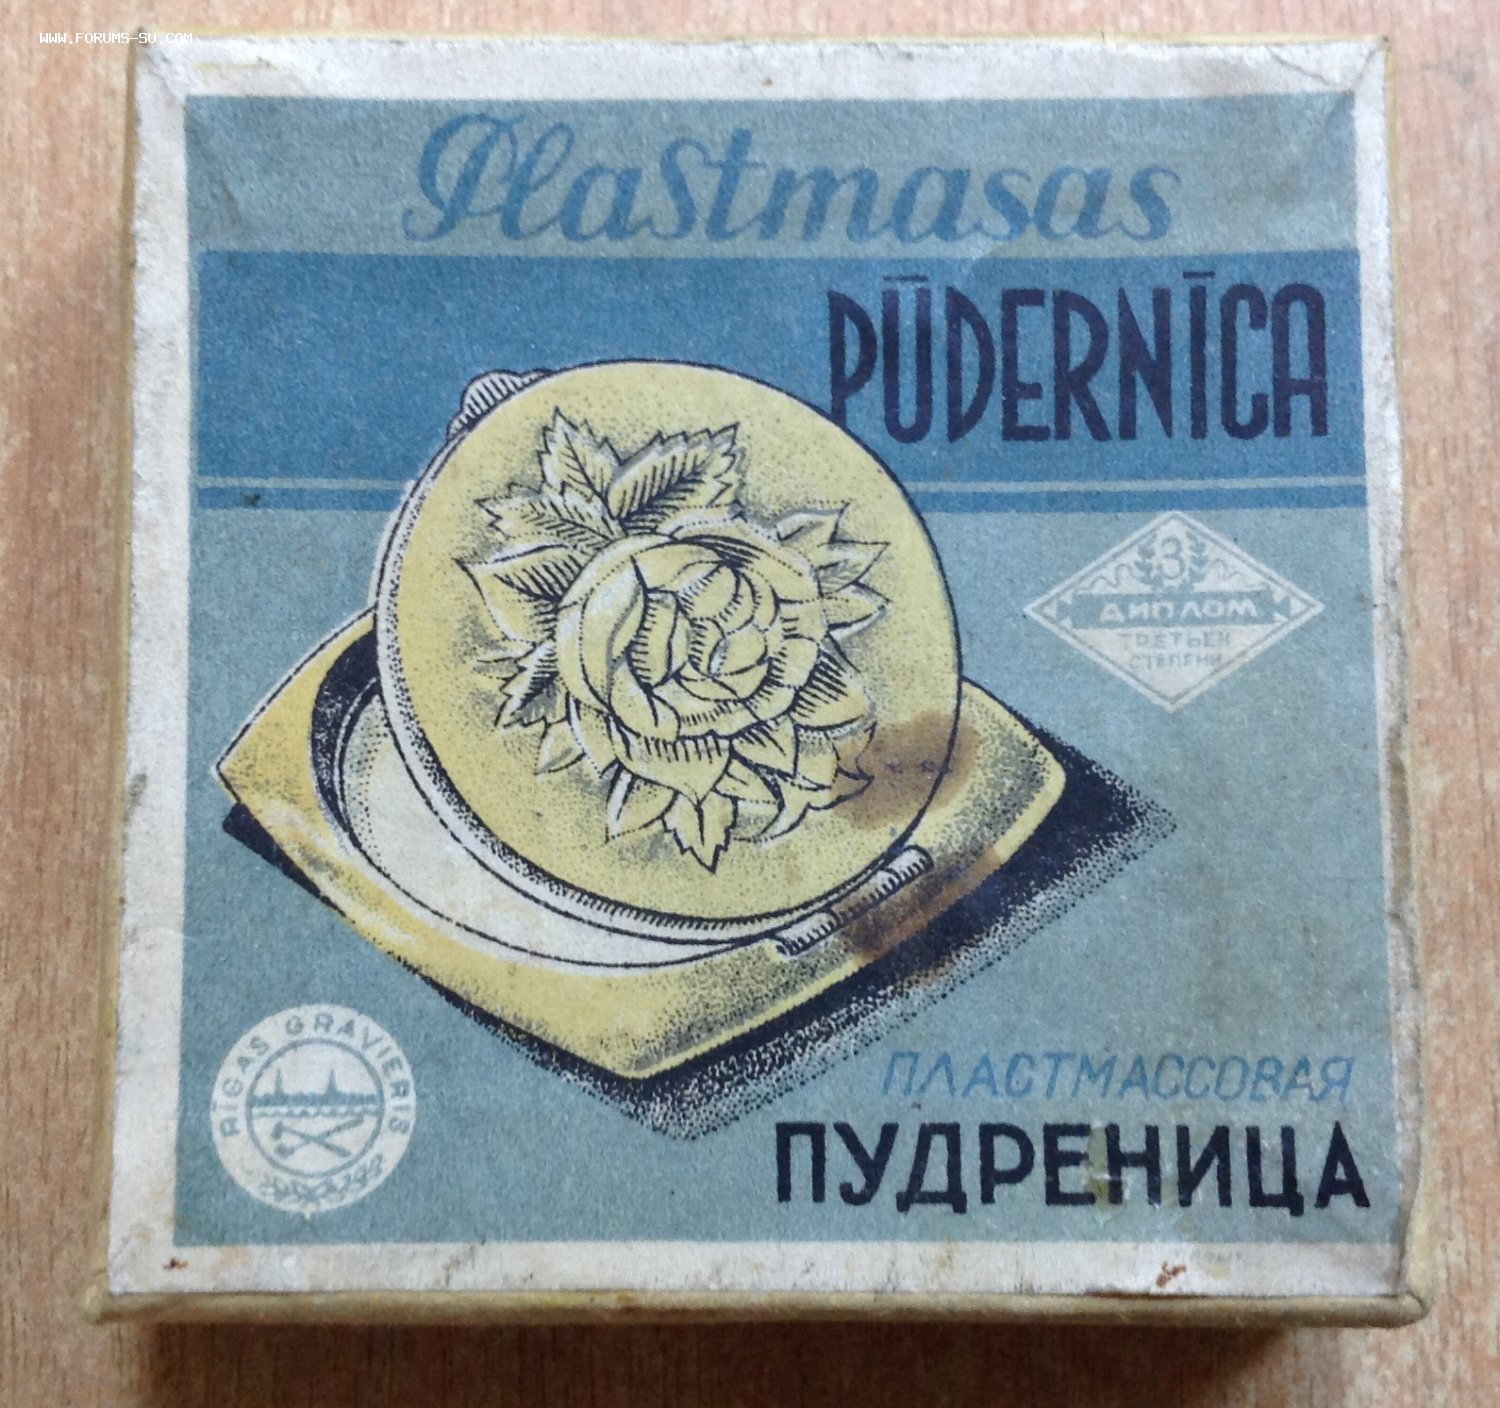 WWW.FORUMS-SU.COM
Plastmasas
PŪDERNĪCA
3
ДИПЛОМ
ТРЕТЬЕЙ
СТЕПЕНИ
RĪGAS GRAVIERIS
ПЛАСТМАССОВАЯ
ПУДРЕНИЦА